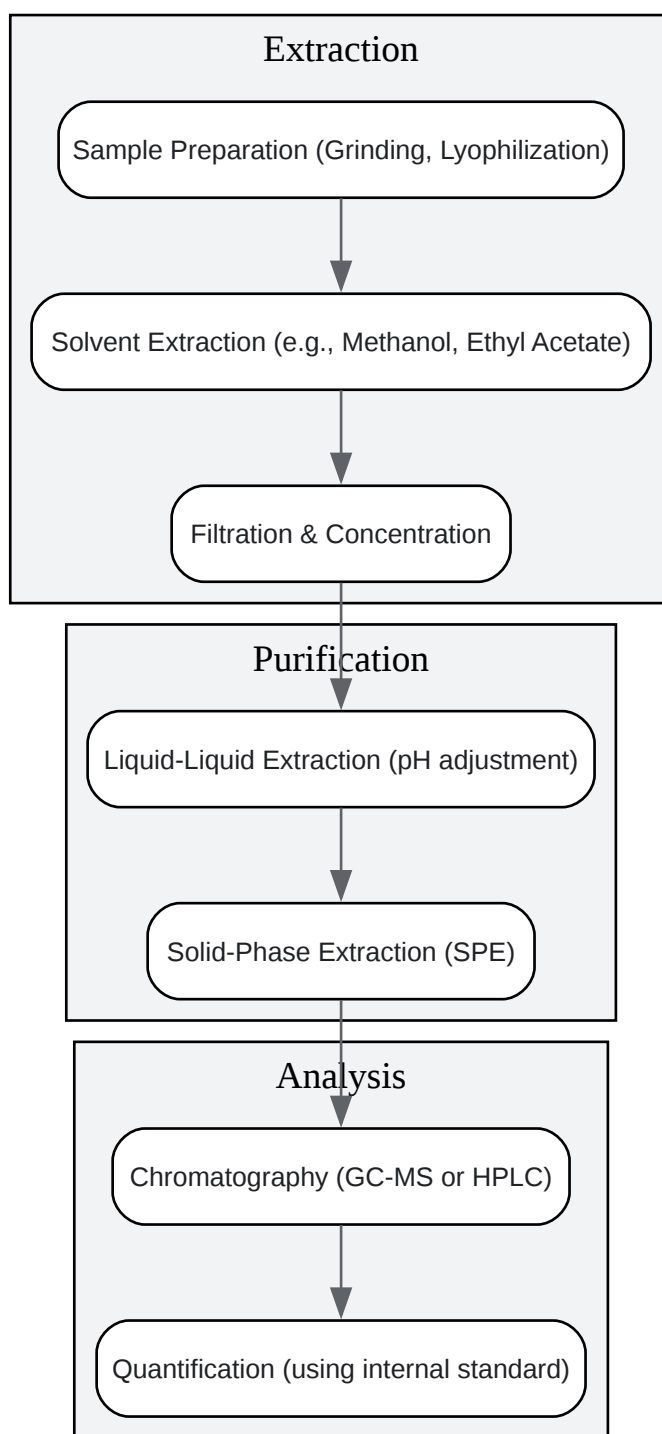 Extraction
Sample Preparation (Grinding, Lyophilization)
Solvent Extraction (e.g., Methanol, Ethyl Acetate)
Filtration & Concentration
Purification
Liquid-Liquid Extraction (pH adjustment)
Solid-Phase Extraction (SPE)
Analysis
Chromatography (GC-MS or HPLC)
Quantification (using internal standard)